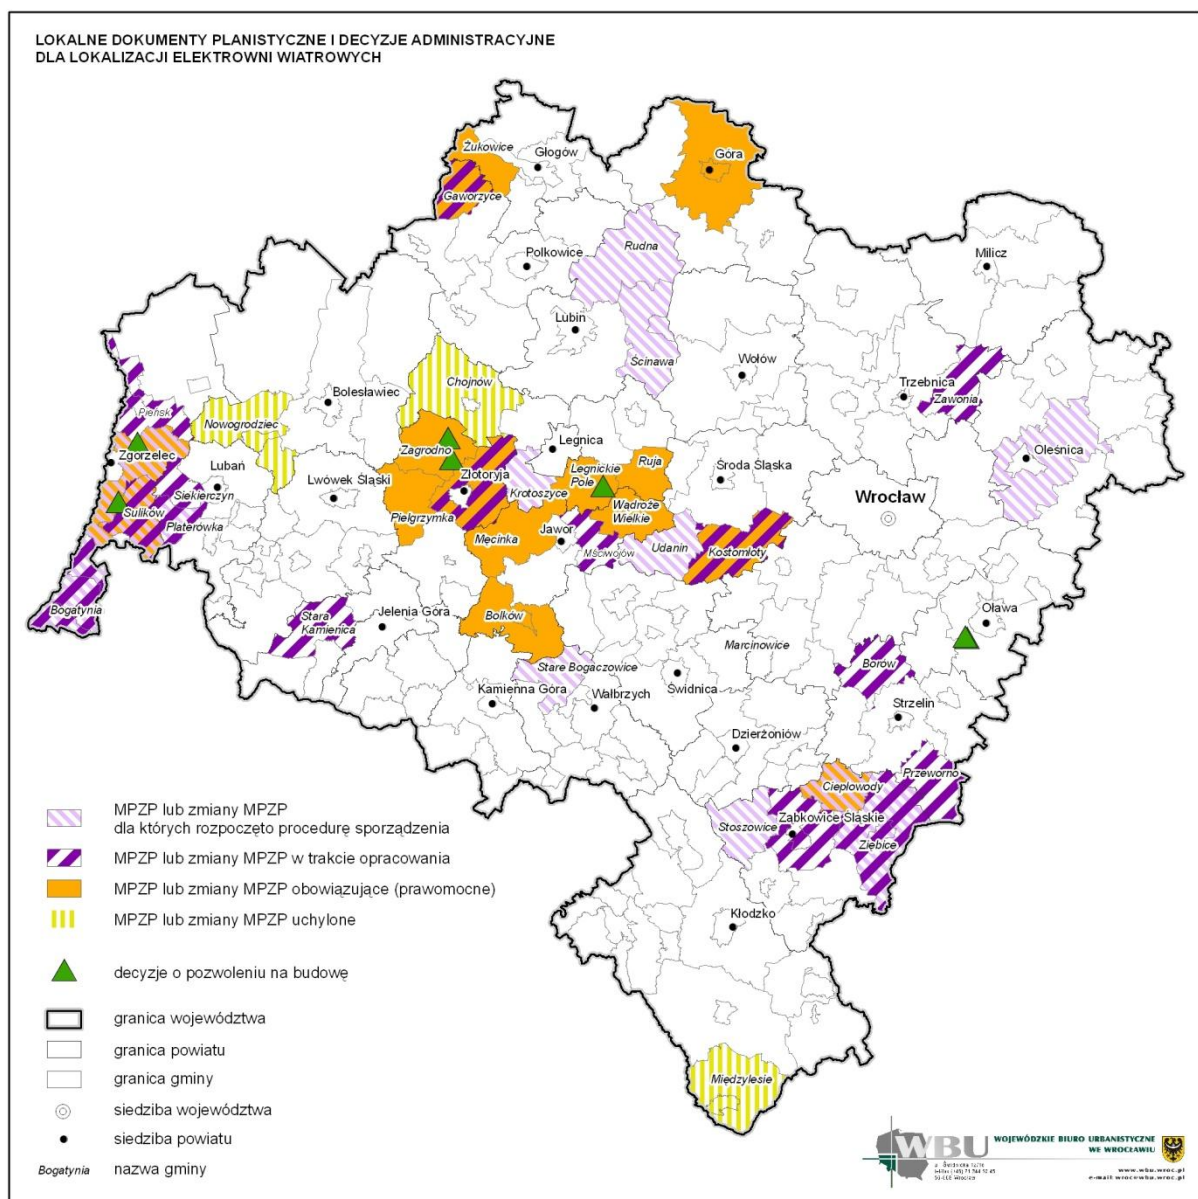 LOKALNE DOKUMENTY PLANISTYCZNE I DECYZJE ADMINISTRACYJNE
DLA LOKALIZACJI ELEKTROWNI WIATROWYCH
Żukowice
Głogów
Góra
Gaworzyce
Rudna
Polkowice
Milicz
Lubin
Ścinawa
Wołów
Chojnów
Bolesławiec
Trzebnica
Zawonia
Pieńsk
Nowogrodziec
Zgorzelec
Zagrodno
Legnica
Oleśnica
Lubań
Siekierczyn
Lwówek Śląski
Złotoryja
Krotoszyce
Legnickie
Pole
Ruja
Środa Śląska
Wrocław
Sulików
Platerówka
Pielgrzymka
Wądroże
Wielkie
Męcinka
Jawor
Mściwojów
Udanin
Kostomłoty
Bogatynia
Stara
Kamienica
Jelenia Góra
Bolków
Oława
Stare Bogaczowice
Marcinowice
Borów
Kamienna Góra
Wałbrzych
Świdnica
Strzelin
Dzierżoniów
Przeworno
Ciepłowody
Stoszowice
Ząbkowice Śląskie
Ziębice
Kłodzko
Międzylesie
MPZP lub zmiany MPZP
dla których rozpoczęto procedurę sporządzenia
MPZP lub zmiany MPZP w trakcie opracowania
MPZP lub zmiany MPZP obowiązujące (prawomocne)
MPZP lub zmiany MPZP uchylone
decyzje o pozwoleniu na budowę
granica województwa
granica powiatu
granica gminy
siedziba województwa
siedziba powiatu
Bogatynia nazwa gminy
WBU WOJEWÓDZKIE BIURO URBANISTYCZNE
WE WROCŁAWIU
www.wbu.wroc.pl